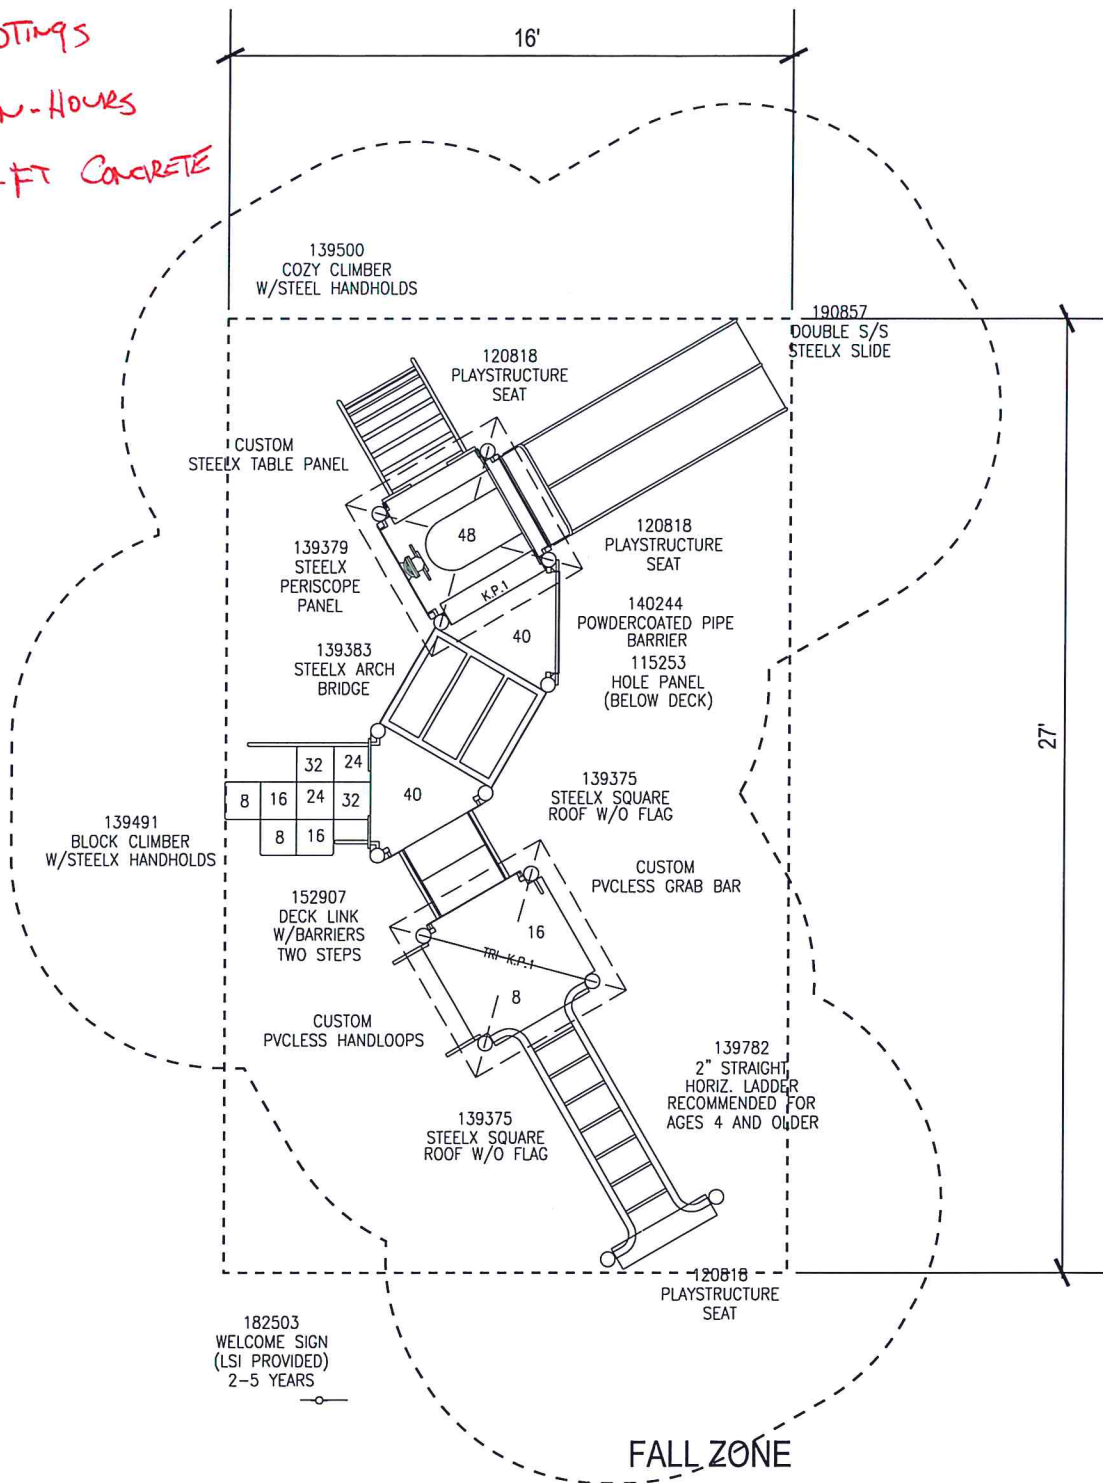 16'
N-HOURS
FT CONCRETE
139500
COZY CLIMBER
W/STEEL HANDHOLDS
190857
DOUBLE S/S
STEELX SLIDE
120818
PLAYSTRUCTURE
SEAT
CUSTOM
STEELX TABLE PANEL
48
120818
PLAYSTRUCTURE
SEAT
139379
STEELX
PERISCOPE
PANEL
K.P.1
40
140244
POWDERCOATED PIPE
BARRIER
115253
HOLE PANEL
(BELOW DECK)
139383
STEELX ARCH
BRIDGE
27'
32 24
8 16 24 32
8 16
40
139375
STEELX SQUARE
ROOF W/O FLAG
139491
BLOCK CLIMBER
W/STEELX HANDHOLDS
CUSTOM
PVCLESS GRAB BAR
152907
DECK LINK
W/BARRIERS
TWO STEPS
16
TRI K.P.1
8
CUSTOM
PVCLESS HANDLOOPS
139782
2" STRAIGHT
HORIZ. LADDER
RECOMMENDED FOR
AGES 4 AND OLDER
139375
STEELX SQUARE
ROOF W/O FLAG
120818
PLAYSTRUCTURE
SEAT
182503
WELCOME SIGN
(LSI PROVIDED)
2-5 YEARS
FALL ZONE